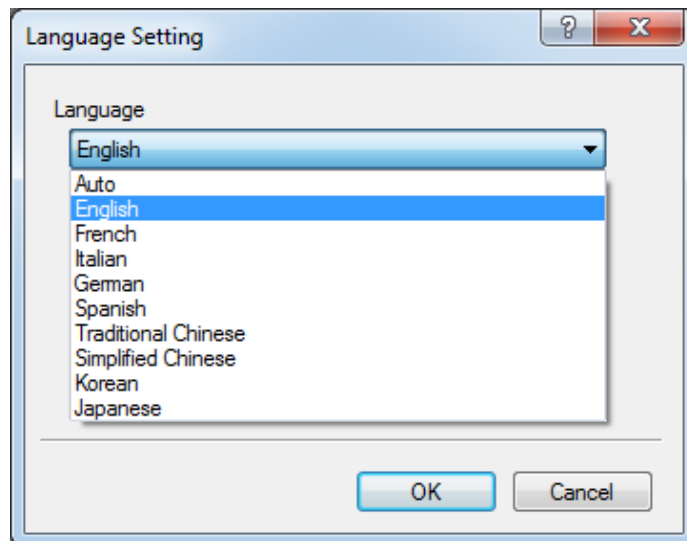 Language Setting
Language
English
Auto
English
French
Italian
German
Spanish
Traditional Chinese
Simplified Chinese
Korean
Japanese
OK
Cancel